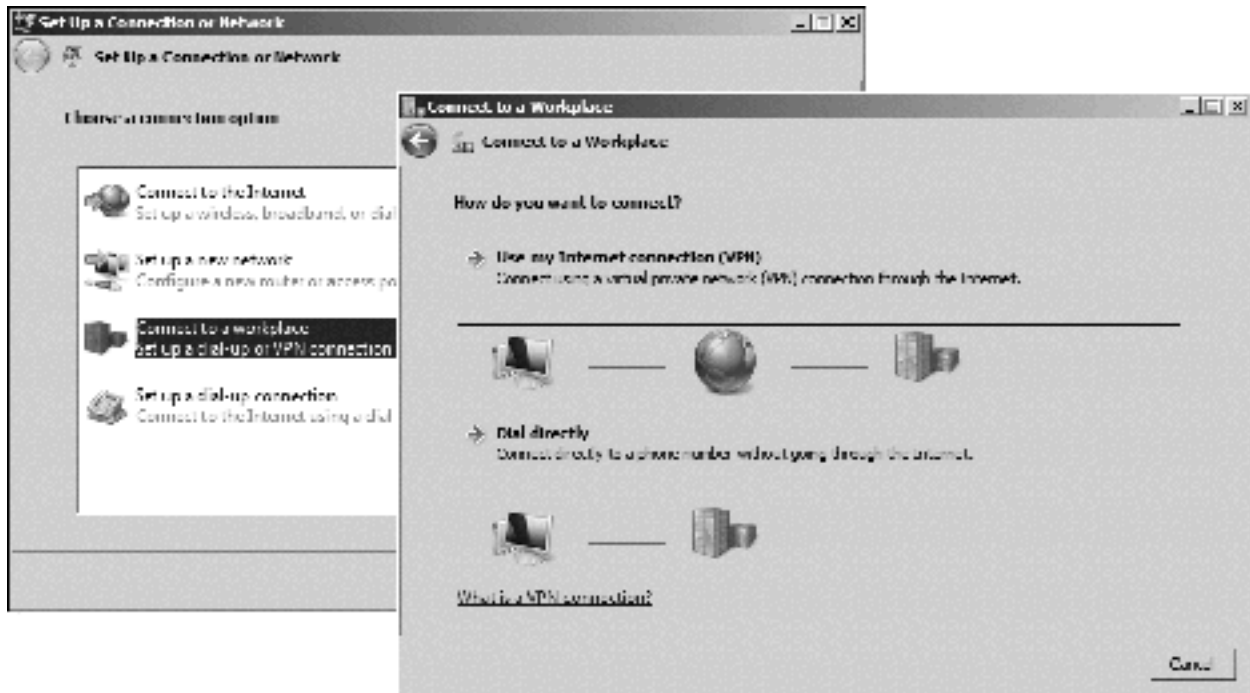 Set Up a Connection or Network
Set Up a Connection or Network
Choose a connection option
Connect to the Internet
Set up a wireless, broadband, or dial
Set up a new network
Configure a new router or access po
Connect to a workplace
Set up a dial-up or VPN connection
Set up a dial-up connection
Connect to the Internet using a dial
Connect to a Workplace
Connect to a Workplace
How do you want to connect?
Use my Internet connection (VPN)
Connect using a virtual private network (VPN) connection through the Internet.
Dial directly
Connect directly to a phone number without going through the Internet.
What is a VPN connection?
Cancel